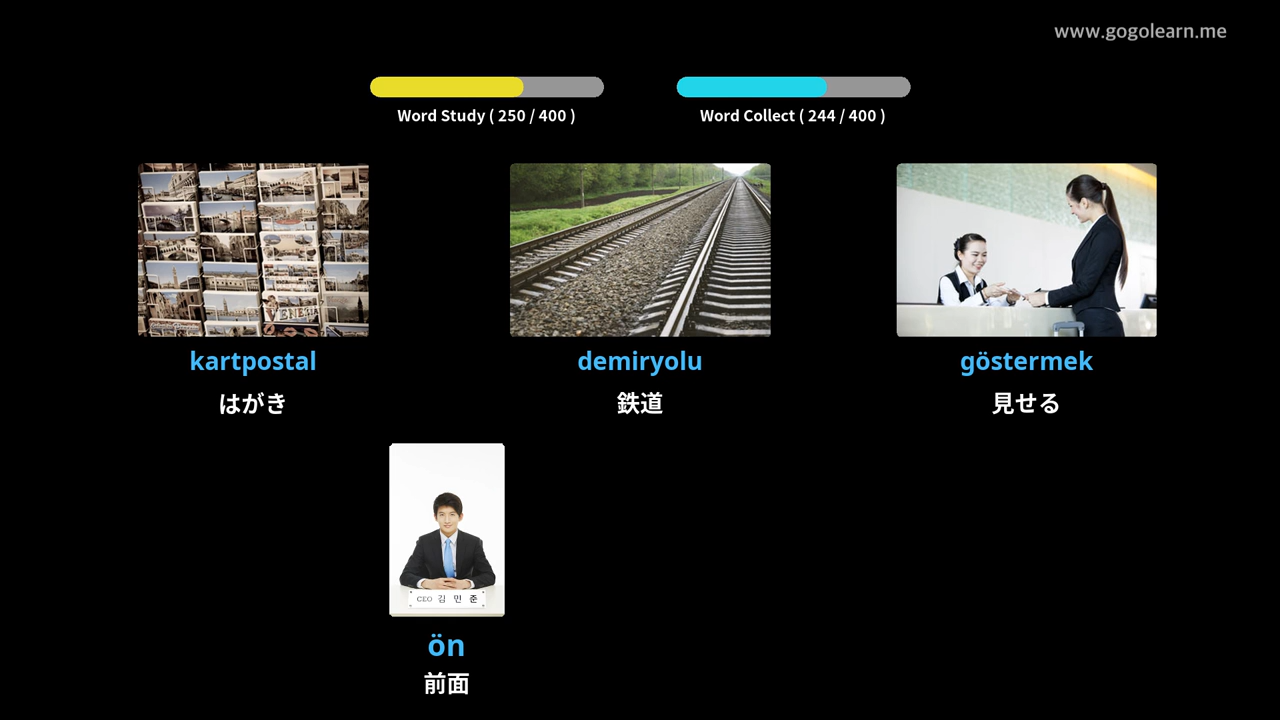 www.gogolearn.me
Word Study ( 250 / 400 )
Word Collect ( 244 / 400 )
kartpostal
はがき
demiryolu
鉄道
göstermek
見せる
CEO 김 민 준
ön
前面